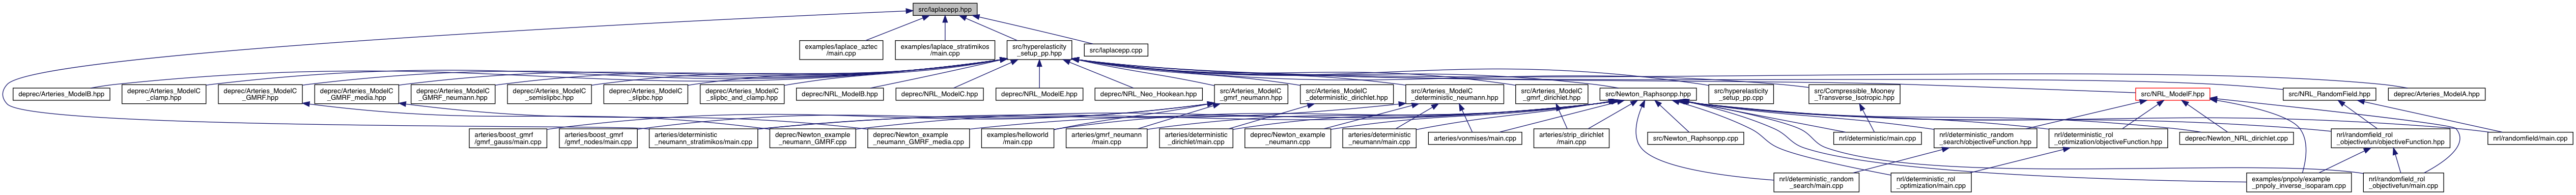 src/laplacepp.hpp
examples/laplace_aztec
/main.cpp
examples/laplace_stratimikos
/main.cpp
src/hyperelasticity
_setup_pp.hpp
src/laplacepp.cpp
deprec/Arteries_ModelB.hpp
deprec/Arteries_ModelC
_clamp.hpp
deprec/Arteries_ModelC
_GMRF.hpp
deprec/Arteries_ModelC
_GMRF_media.hpp
deprec/Arteries_ModelC
_GMRF_neumann.hpp
deprec/Arteries_ModelC
_semislipbc.hpp
deprec/Arteries_ModelC
_slipbc.hpp
deprec/Arteries_ModelC
_slipbc_and_clamp.hpp
deprec/NRL_ModelB.hpp
deprec/NRL_ModelC.hpp
deprec/NRL_ModelE.hpp
deprec/NRL_Neo_Hookean.hpp
src/Arteries_ModelC
_gmrf_neumann.hpp
src/Arteries_ModelC
_deterministic_dirichlet.hpp
src/Arteries_ModelC
_deterministic_neumann.hpp
src/Arteries_ModelC
_gmrf_dirichlet.hpp
src/Newton_Raphsonpp.hpp
src/hyperelasticity
_setup_pp.cpp
src/Compressible_Mooney
_Transverse_Isotropic.hpp
src/NRL_ModelF.hpp
src/NRL_RandomField.hpp
deprec/Arteries_ModelA.hpp
arteries/boost_gmrf
/gmrf_gauss/main.cpp
arteries/boost_gmrf
/gmrf_nodes/main.cpp
arteries/deterministic
_neumann_stratimikos/main.cpp
deprec/Newton_example
_neumann_GMRF.cpp
deprec/Newton_example
_neumann_GMRF_media.cpp
examples/helloworld
/main.cpp
arteries/gmrf_neumann
/main.cpp
arteries/deterministic
_dirichlet/main.cpp
deprec/Newton_example
_neumann.cpp
arteries/deterministic
_neumann/main.cpp
arteries/vonmises/main.cpp
arteries/strip_dirichlet
/main.cpp
src/Newton_Raphsonpp.cpp
nrl/deterministic/main.cpp
nrl/deterministic_random
_search/objectiveFunction.hpp
nrl/deterministic_rol
_optimization/objectiveFunction.hpp
deprec/Newton_NRL_dirichlet.cpp
nrl/randomfield_rol
_objectivefun/objectiveFunction.hpp
nrl/randomfield/main.cpp
nrl/deterministic_random
_search/main.cpp
nrl/deterministic_rol
_optimization/main.cpp
examples/pnpoly/example
_pnpoly_inverse_isoparam.cpp
nrl/randomfield_rol
_objectivefun/main.cpp